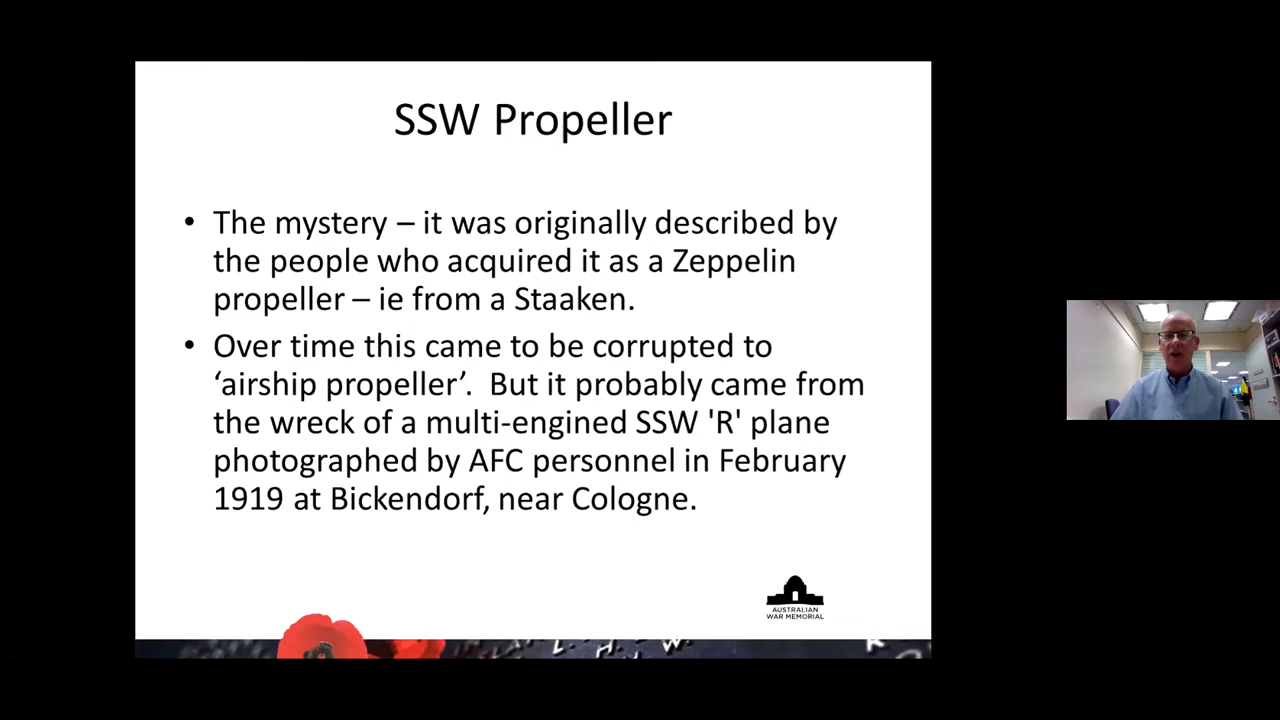 SSW Propeller
• The mystery – it was originally described by
the people who acquired it as a Zeppelin
propeller – ie from a Staaken.
• Over time this came to be corrupted to
‘airship propeller’.  But it probably came from
the wreck of a multi-engined SSW 'R' plane
photographed by AFC personnel in February
1919 at Bickendorf, near Cologne.
AUSTRALIAN
WAR MEMORIAL
L. H. W.